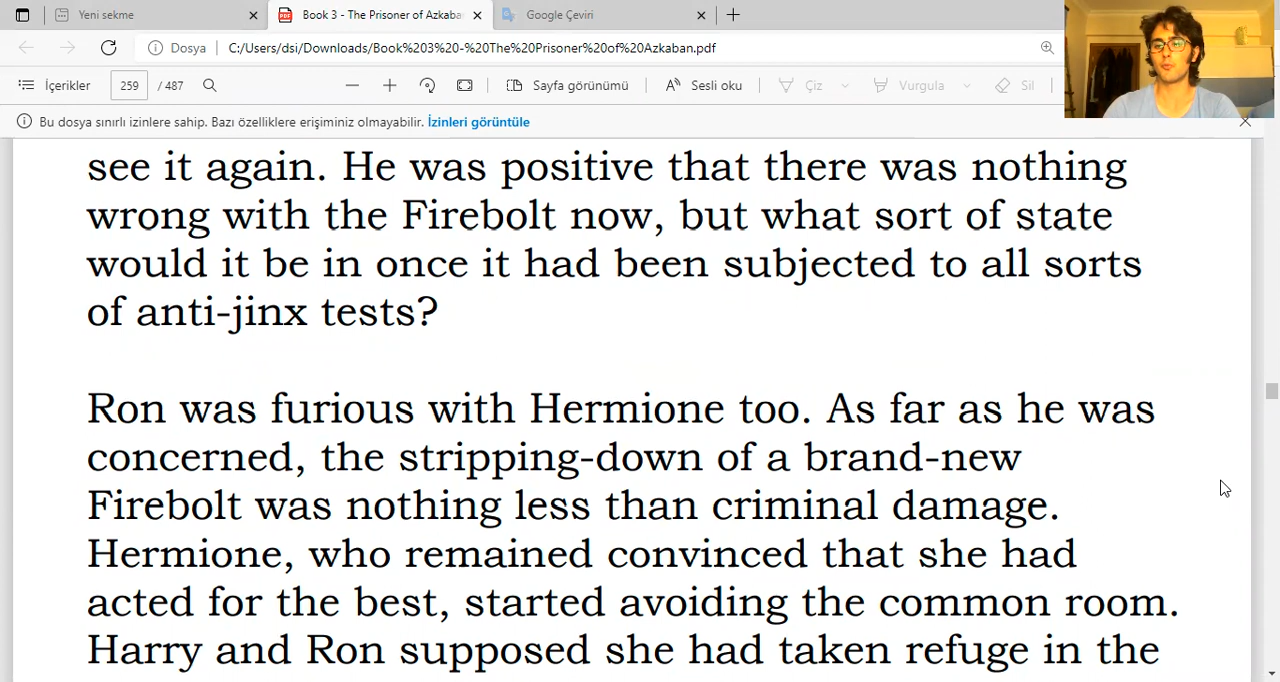 Yeni sekme
Book 3 - The Prisoner of Azkaba
Google Çeviri
Dosya
C:/Users/dsi/Downloads/Book%203%20-%20The%20Prisoner%20of%20Azkaban.pdf
İçerikler
259
/ 487
Sayfa görünümü
Sesli oku
Çiz
Vurgula
Sil
Bu dosya sınırlı izinlere sahip. Bazı özelliklere erişiminiz olmayabilir. İzinleri görüntüle
see it again. He was positive that there was nothing
wrong with the Firebolt now, but what sort of state
would it be in once it had been subjected to all sorts
of anti-jinx tests?
Ron was furious with Hermione too. As far as he was
concerned, the stripping-down of a brand-new
Firebolt was nothing less than criminal damage.
Hermione, who remained convinced that she had
acted for the best, started avoiding the common room.
Harry and Ron supposed she had taken refuge in the